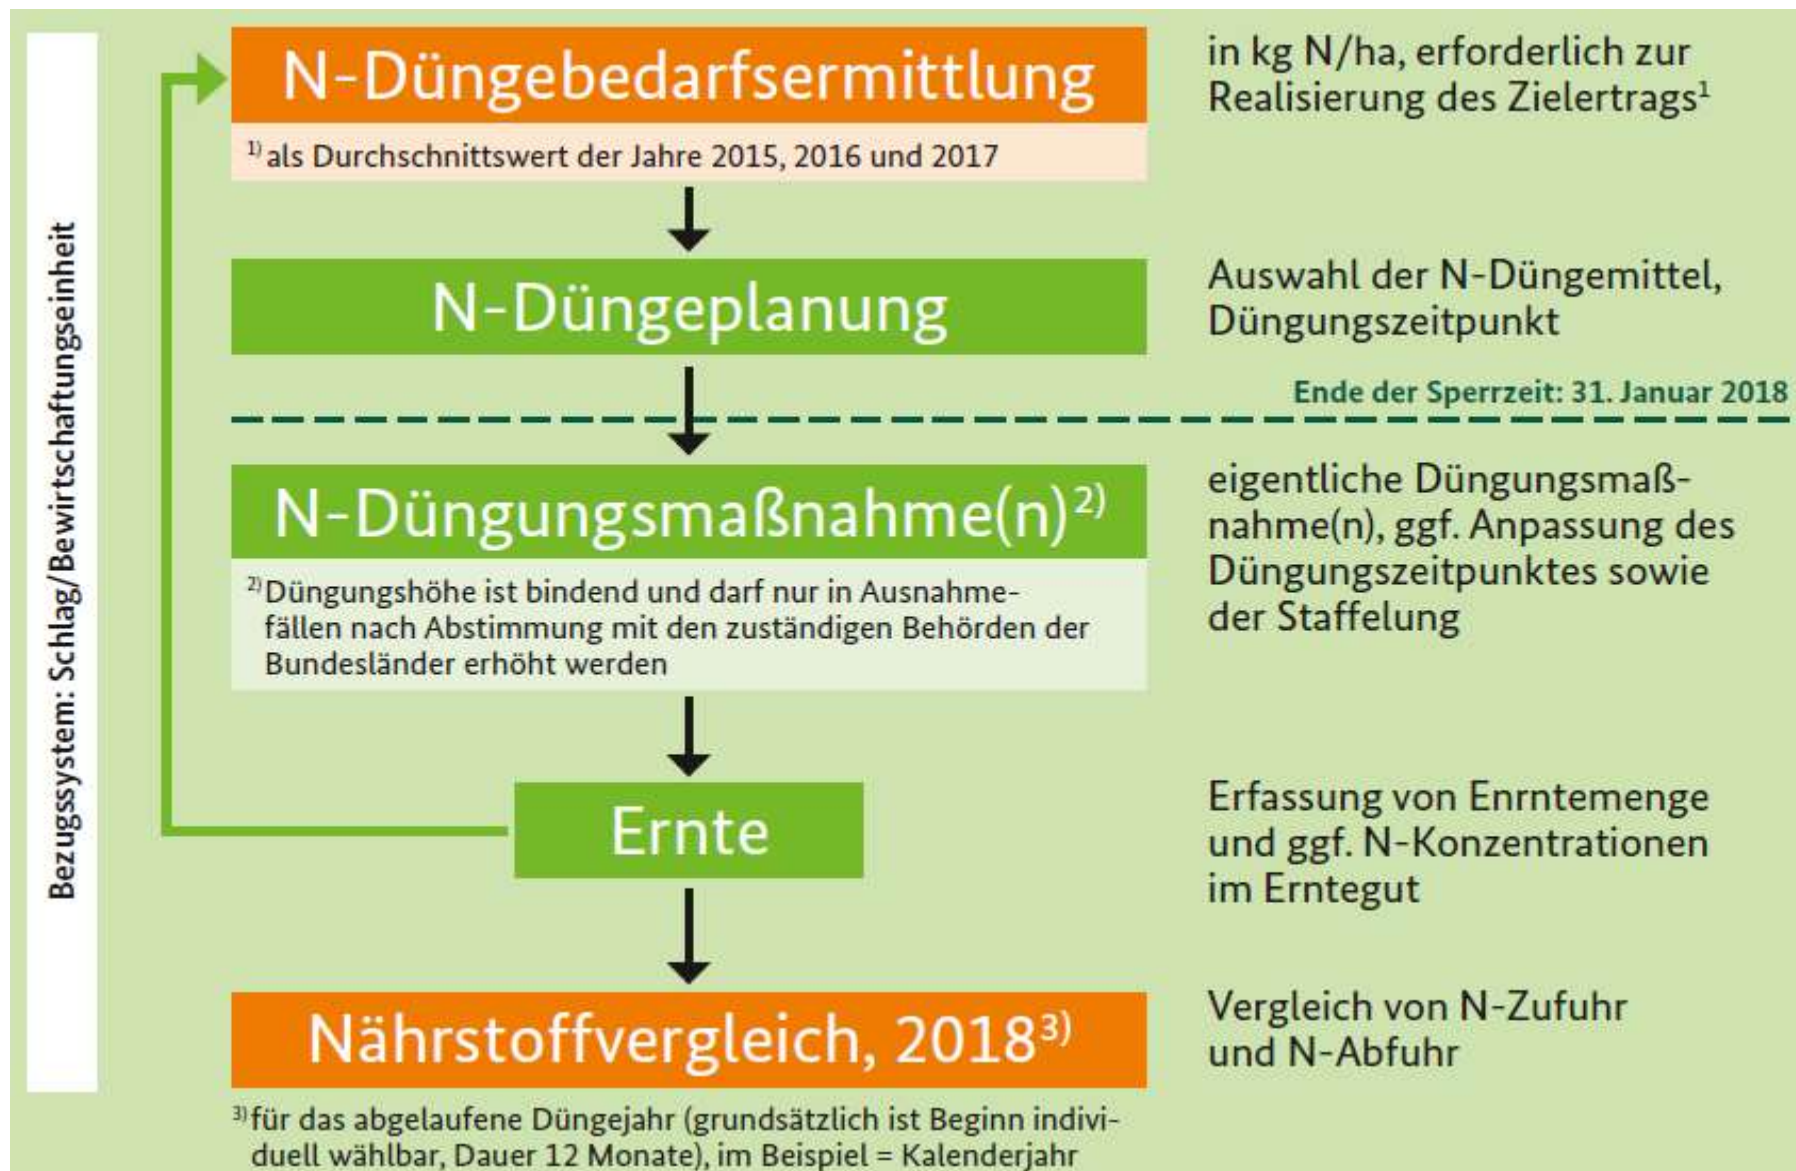 Bezugssystem: Schlag/Bewirtschaftungseinheit
N-Düngebedarfsermittlung
1) als Durchschnittswert der Jahre 2015, 2016 und 2017
in kg N/ha, erforderlich zur
Realisierung des Zielertrags1
N-Düngeplanung
Auswahl der N-Düngemittel,
Düngungszeitpunkt
Ende der Sperrzeit: 31. Januar 2018
N-Düngungsmaßnahme(n)2)
2) Düngungshöhe ist bindend und darf nur in Ausnahme-
fällen nach Abstimmung mit den zuständigen Behörden der
Bundesländer erhöht werden
eigentliche Düngungsmaß-
nahme(n), ggf. Anpassung des
Düngungszeitpunktes sowie
der Staffelung
Ernte
Erfassung von Enrntemenge
und ggf. N-Konzentrationen
im Erntegut
Nährstoffvergleich, 20183)
Vergleich von N-Zufuhr
und N-Abfuhr
3) für das abgelaufene Düngejahr (grundsätzlich ist Beginn indivi-
duell wählbar, Dauer 12 Monate), im Beispiel = Kalenderjahr